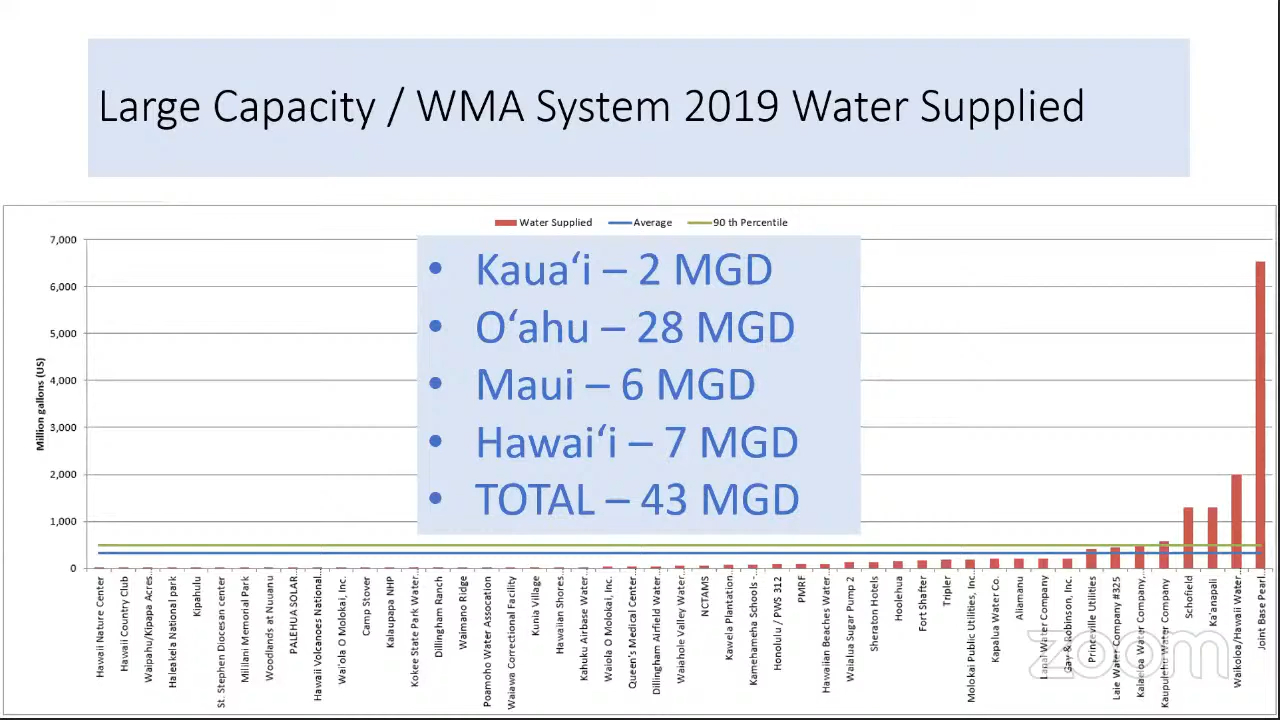 Large Capacity / WMA System 2019 Water Supplied
Water Supplied
Average
90 th Percentile
• Kauaʻi – 2 MGD
• Oʻahu – 28 MGD
• Maui – 6 MGD
• Hawaiʻi – 7 MGD
• TOTAL – 43 MGD
Million gallons (US)
7,000
6,000
5,000
4,000
3,000
2,000
1,000
0
Hawaii Nature Center
Hawaii Country Club
Waipahu/Kipapa Acres..
Haleakela National park
Kipahulu
St. Stephen Diocesan center
Mililani Memorial Park
Woodlands at Nuuanu
PALEHUA SOLAR..
Hawaii Volcanoes National..
Wai'ola O Molokai, Inc.
Camp Stover
Kalaupapa NHP
Kokee State Park Water..
Dillingham Ranch
Waimano Ridge
Poamoho Water Assocation
Waiawa Correctional Facility
Kunia Village
Hawaiian Shores..
Kahuku Airbase Water..
Waiola O Molokai, Inc.
Queen's Medical Center..
Dillingham Airfield Water..
Waiahole Valley Water..
NCTAMS
Kawela Plantation..
Kamehameha Schools -..
Honolulu / PWS 312
PMRF
Hawaiian Beaches Water..
Waialua Sugar Pump 2
Sheraton Hotels
Hoolehua
Fort Shafter
Tripler
Molokai Public Utilities, Inc.
Kapalua Water Co.
Aliamanu
Lanai Water Company
Gay & Robinson, Inc.
Princeville Utilities
Laie Water Company #325
Kalaeloa Water Company..
Kaupulehu Water Company
Schofield
Kaanapali
Waikoloa/Hawaii Water..
Joint Base Pearl..
zoom